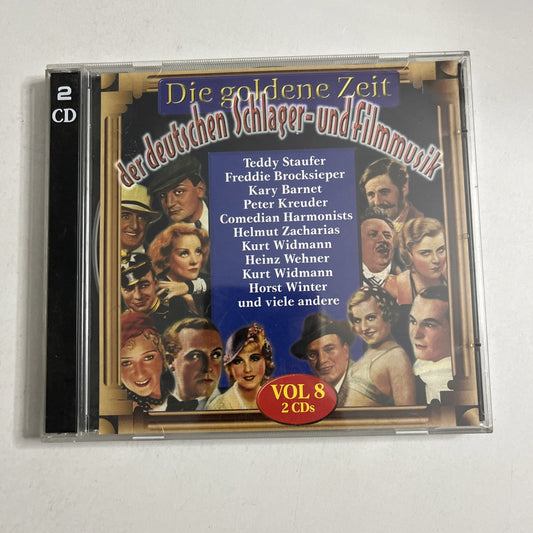 2
CD
Die goldene Zeit
der deutschen Schlager- und Filmmusik
Teddy Staufer
Freddie Brocksieper
Kary Barnet
Peter Kreuder
Comedian Harmonists
Helmut Zacharias
Kurt Widmann
Heinz Wehner
Kurt Widmann
Horst Winter
und viele andere
VOL 8
2 CDs